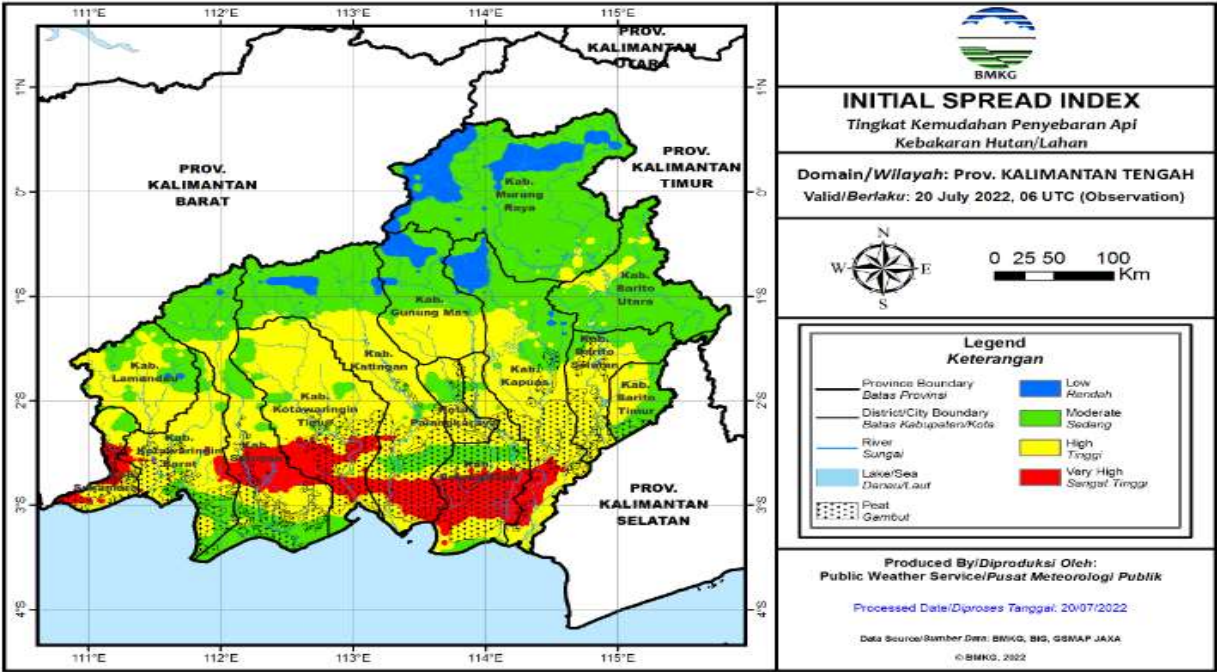 111°E 112°E 113°E 114°E 115°E
1°N
0°
1°S
2°S
3°S
4°S
PROV.
KALIMANTAN
UTARA
PROV.
KALIMANTAN
BARAT
PROV.
KALIMANTAN
TIMUR
Kab.
Murung
Raya
Kab.
Barito
Utara
Kab.
Gunung Mas
Kab.
Lamandau
Kab.
Katingan
Kab.
Kapuas
Kab.
Barito
Selatan
Kab.
Barito
Timur
Kab.
Kotawaringin
Timur
Kota
Palangkaraya
Kab.
Kotawaringin
Barat
Kab.
Sukamara
PROV.
KALIMANTAN
SELATAN
1°N
0°
1°S
2°S
3°S
4°S
111°E 112°E 113°E 114°E 115°E
BMKG
INITIAL SPREAD INDEX
Tingkat Kemudahan Penyebaran Api
Kebakaran Hutan/Lahan
Domain/Wilayah: Prov. KALIMANTAN TENGAH
Valid/Berlaku: 20 July 2022, 06 UTC (Observation)
N
W E
S
0 25 50 100
Km
Legend
Keterangan
Province Boundary
Batas Provinsi
District/City Boundary
Batas Kabupaten/Kota
River
Sungai
Lake/Sea
Danau/Laut
Peat
Gambut
Low
Rendah
Moderate
Sedang
High
Tinggi
Very High
Sangat Tinggi
Produced By/Diproduksi Oleh:
Public Weather Service/Pusat Meteorologi Publik
Processed Date/Diproses Tanggal: 20/07/2022
Data Source/Sumber Data: BMKG, BIG, GSMAP JAXA
© BMKG, 2022